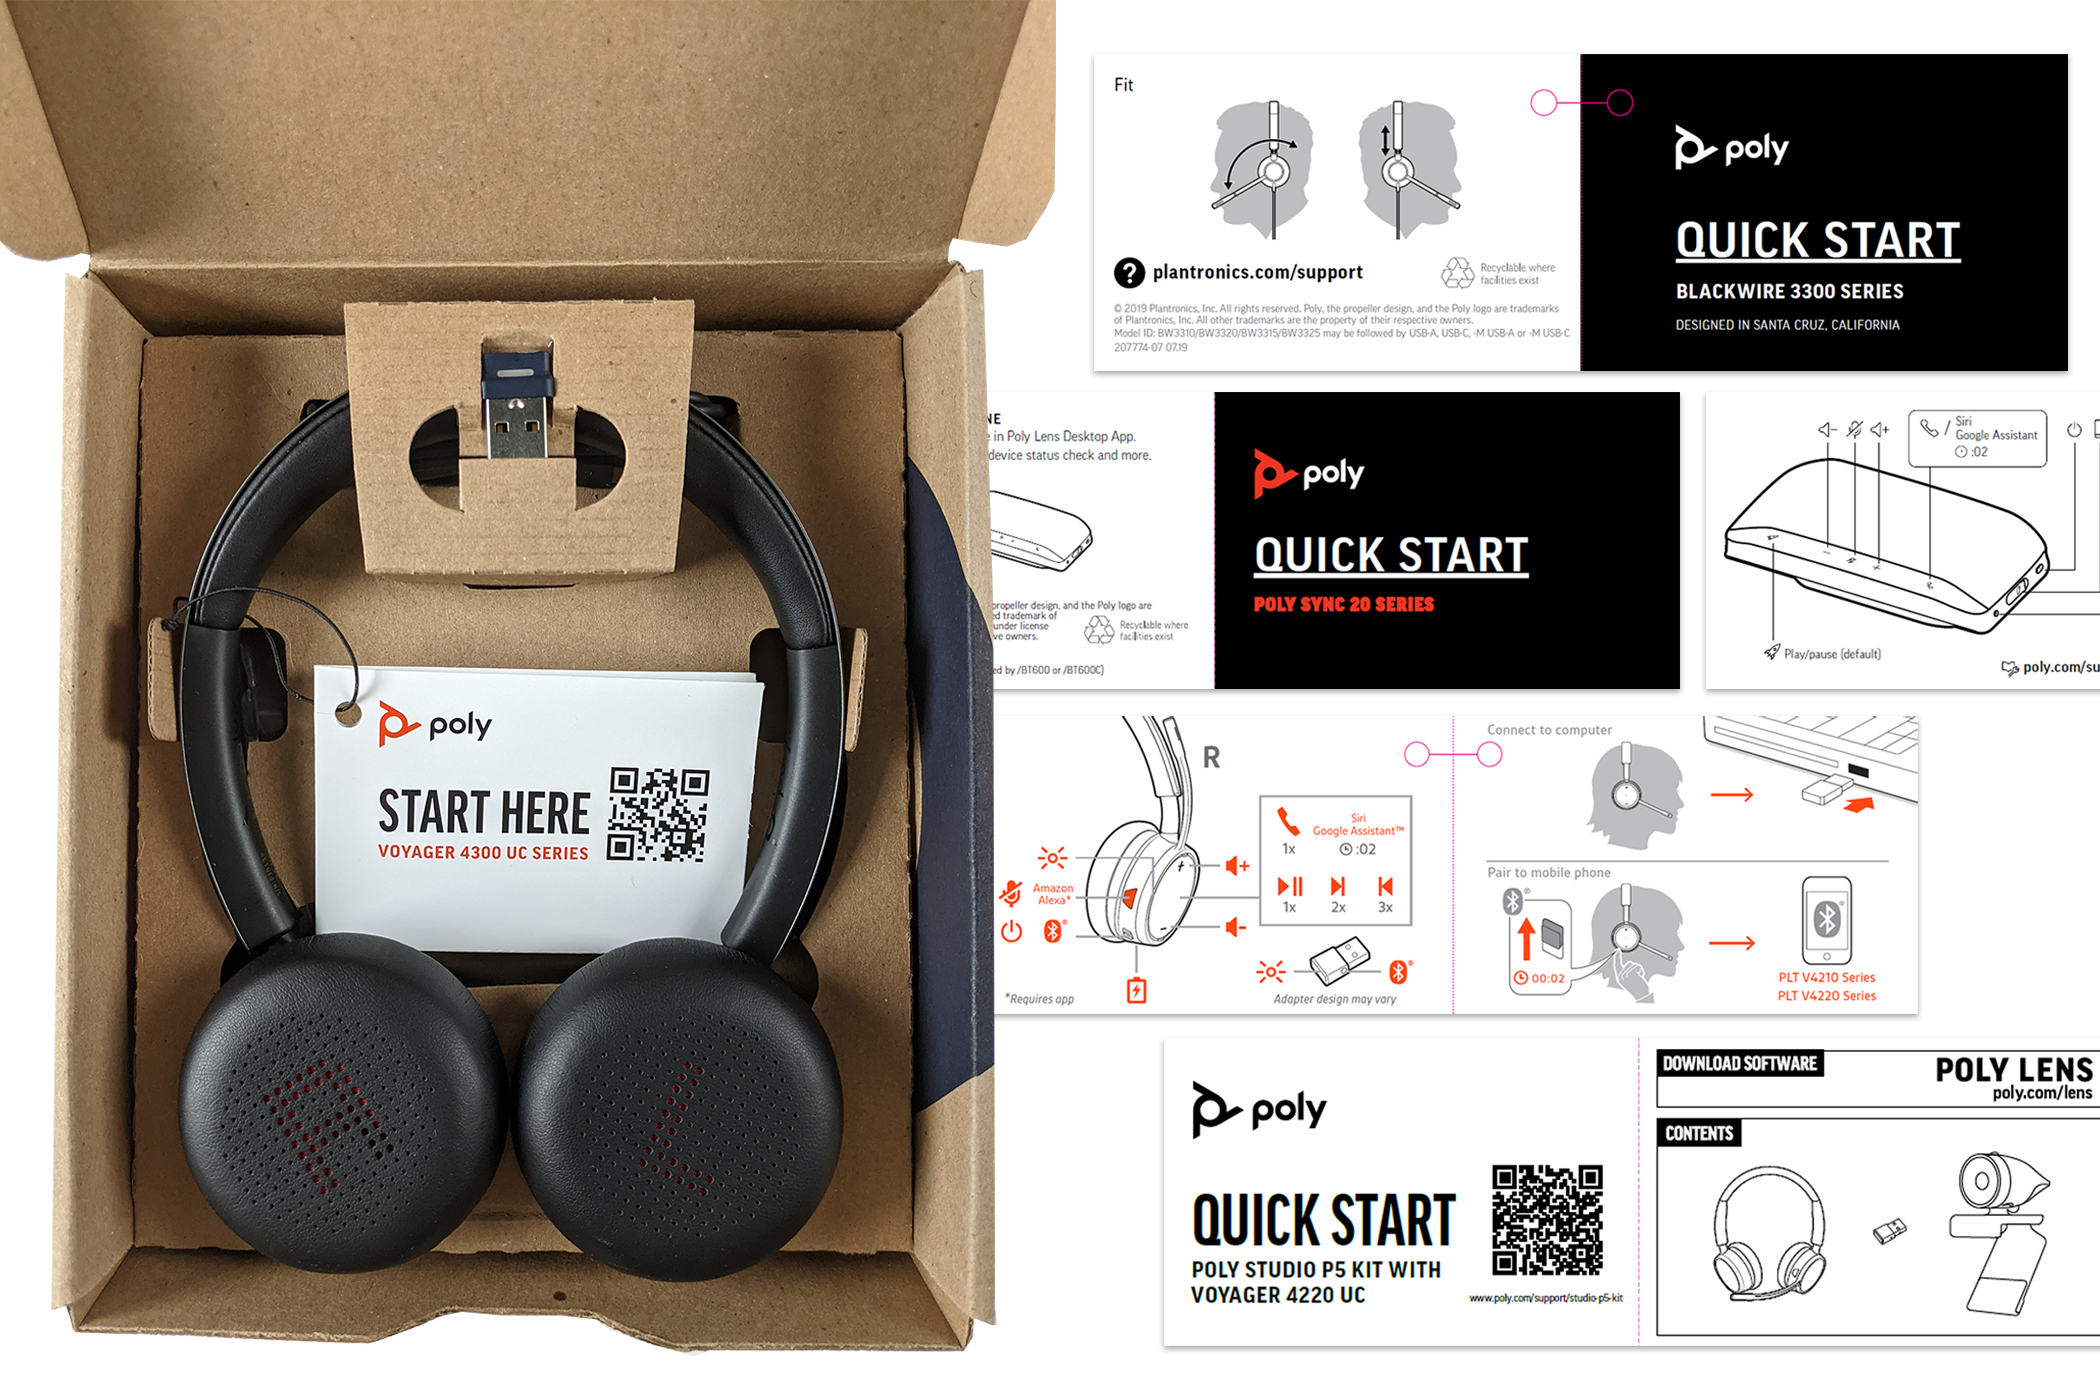 poly
START HERE
VOYAGER 4300 UC SERIES
R
L
Fit
plantronics.com/support
Recyclable where
facilities exist
© 2019 Plantronics, Inc. All rights reserved. Poly, the propeller design, and the Poly logo are trademarks
of Plantronics, Inc. All other trademarks are the property of their respective owners.
Model ID: BW3310/BW3320/BW3315/BW3325 may be followed by USB-A, USB-C, -M USB-A or -M USB-C
207774-07 07.19
poly
QUICK START
BLACKWIRE 3300 SERIES
DESIGNED IN SANTA CRUZ, CALIFORNIA
NE
e in Poly Lens Desktop App.
device status check and more.
propeller design, and the Poly logo are
ed trademark of
under license
ve owners.
Recyclable where
facilities exist
ed by /BT600 or /BT600C)
poly
QUICK START
POLY SYNC 20 SERIES
Siri
/ Google Assistant
:02
Play/pause (default)
poly.com/su
R
Amazon
Alexa*
Siri
Google Assistant™
1x
:02
1x 2x 3x
*Requires app
Adapter design may vary
Connect to computer
Pair to mobile phone
00:02
PLT V4210 Series
PLT V4220 Series
poly
QUICK START
POLY STUDIO P5 KIT WITH
VOYAGER 4220 UC
www.poly.com/support/studio-p5-kit
DOWNLOAD SOFTWARE
POLY LENS
poly.com/lens
CONTENTS